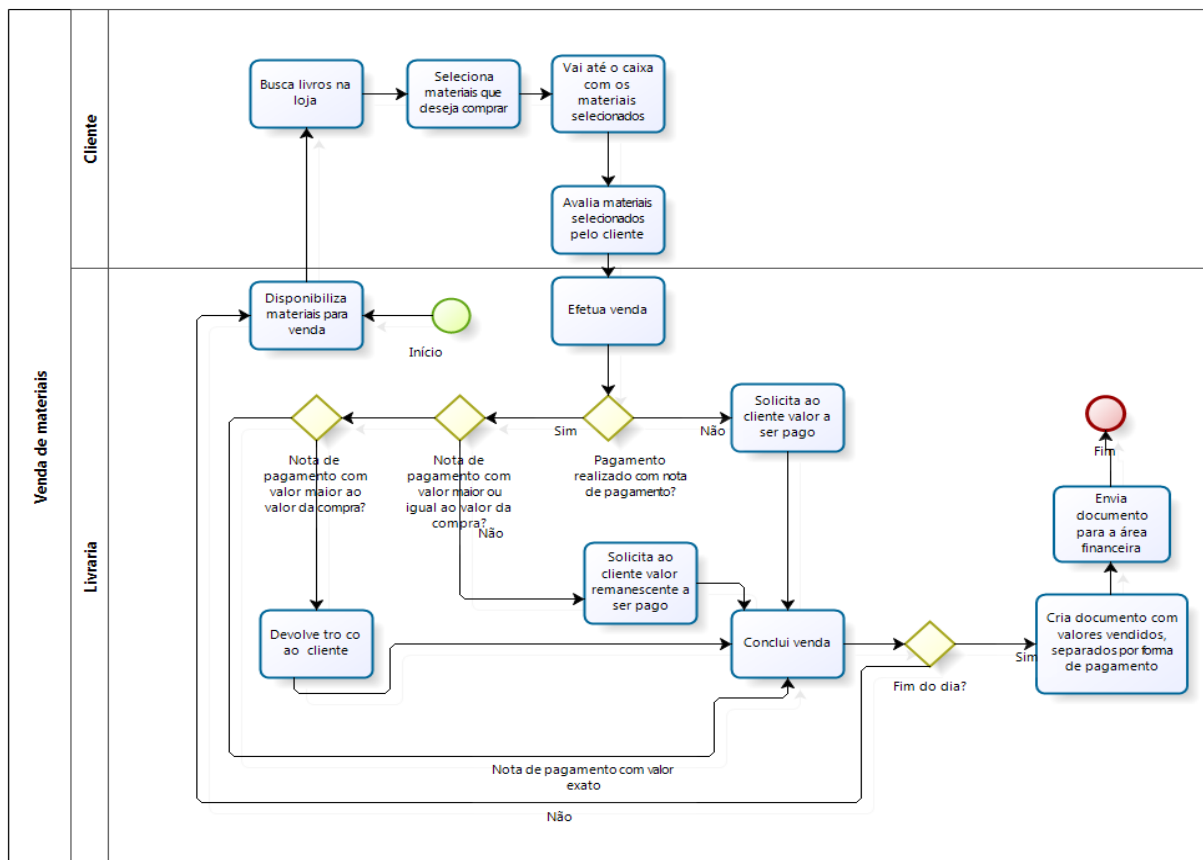 Venda de materiais
Cliente
Busca livros na
loja
Seleciona
materiais que
deseja comprar
Vai até o caixa
com os
materiais
selecionados
Avalia materiais
selecionados
pelo cliente
Livraria
Disponibiliza
materiais para
venda
Início
Efetua venda
Solicita ao
cliente valor a
ser pago
Sim
Não
Nota de
pagamento com
valor maior ao
valor da compra?
Nota de
pagamento com
valor maior ou
igual ao valor da
compra?
Não
Pagamento
realizado com nota
de pagamento?
Fim
Envia
documento
para a área
financeira
Solicita ao
cliente valor
remanescente a
ser pago
Devolve tro co
ao cliente
Conclui venda
Fim do dia?
Sim
Cria documento com
valores vendidos,
separados por forma
de pagamento
Nota de pagamento com valor
exato
Não